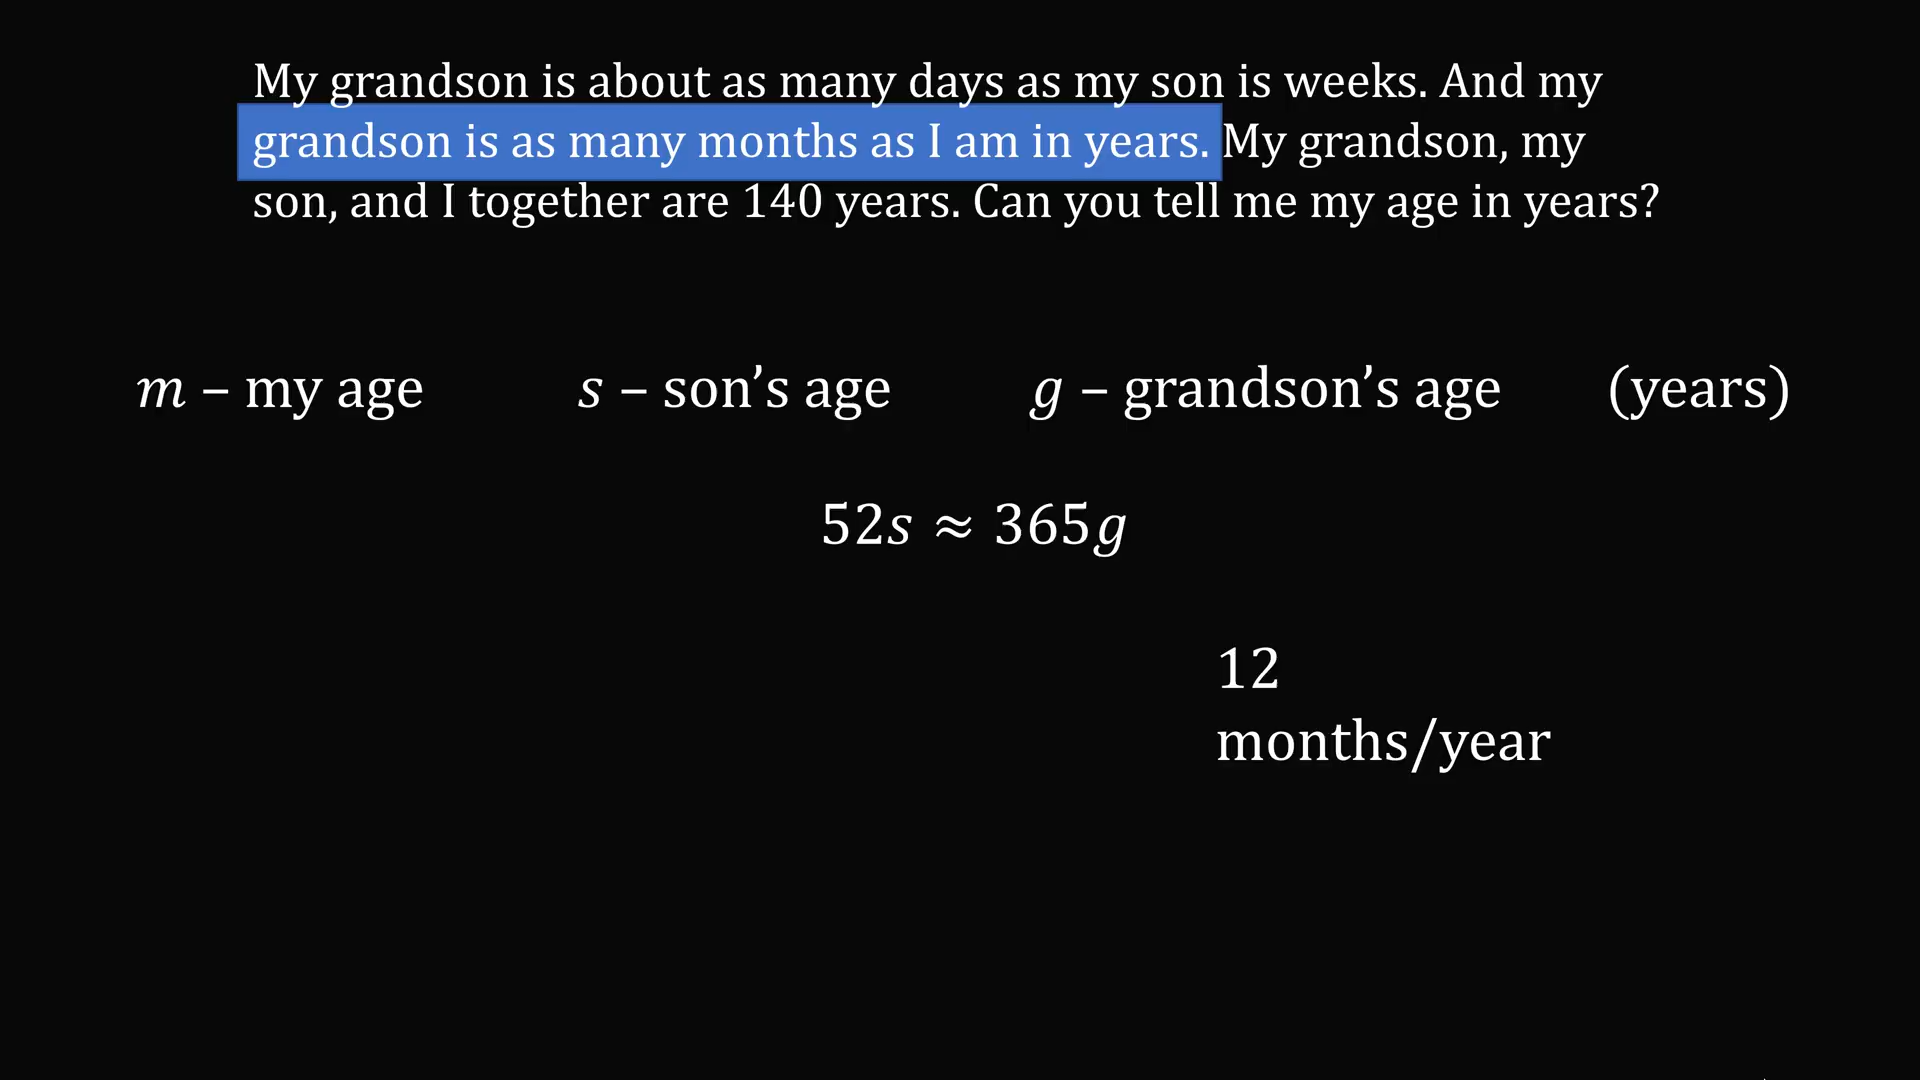 My grandson is about as many days as my son is weeks. And my
grandson is as many months as I am in years. My grandson, my
son, and I together are 140 years. Can you tell me my age in years?
m – my age s – son’s age g – grandson’s age (years)
52s ≈ 365g
12
months/year